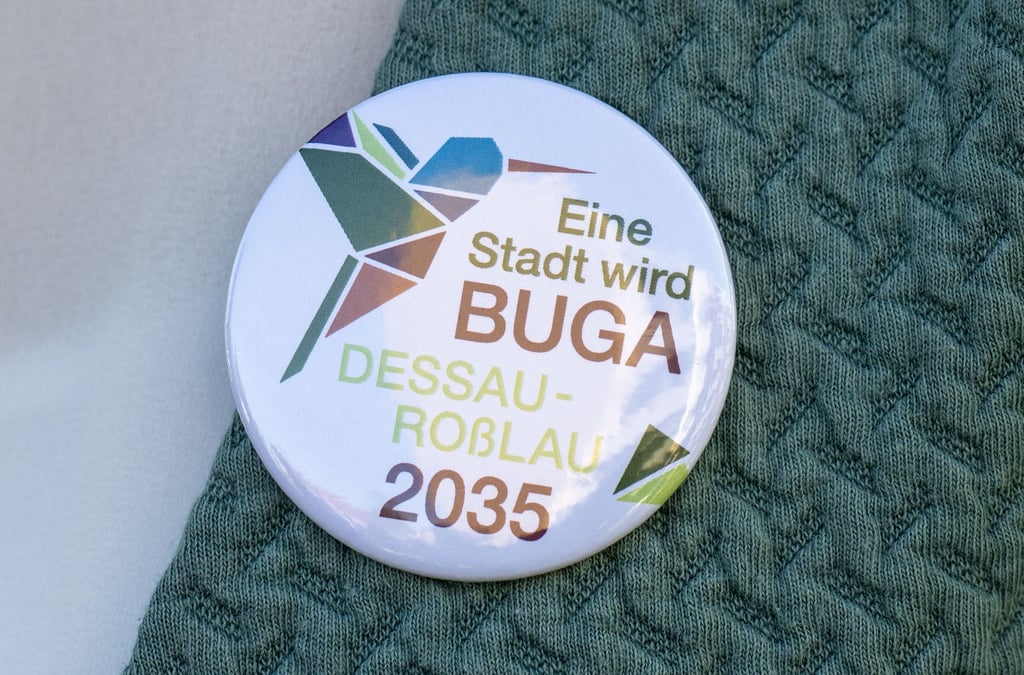 Eine
Stadt wird
BUGA
DESSAU-
ROßLAU
2035